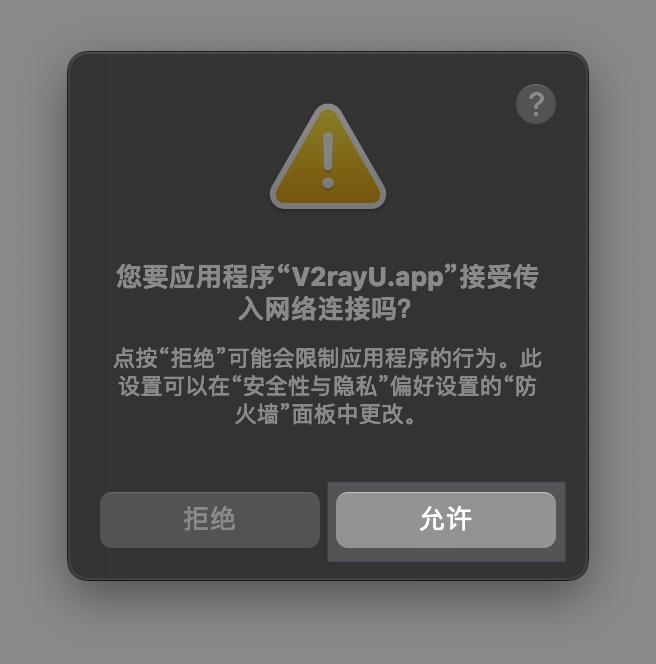 ?
您要应用程序“V2rayU.app”接受传
入网络连接吗?
点按“拒绝”可能会限制应用程序的行为。此
设置可以在“安全性与隐私”偏好设置的“防
火墙”面板中更改。
拒绝
允许